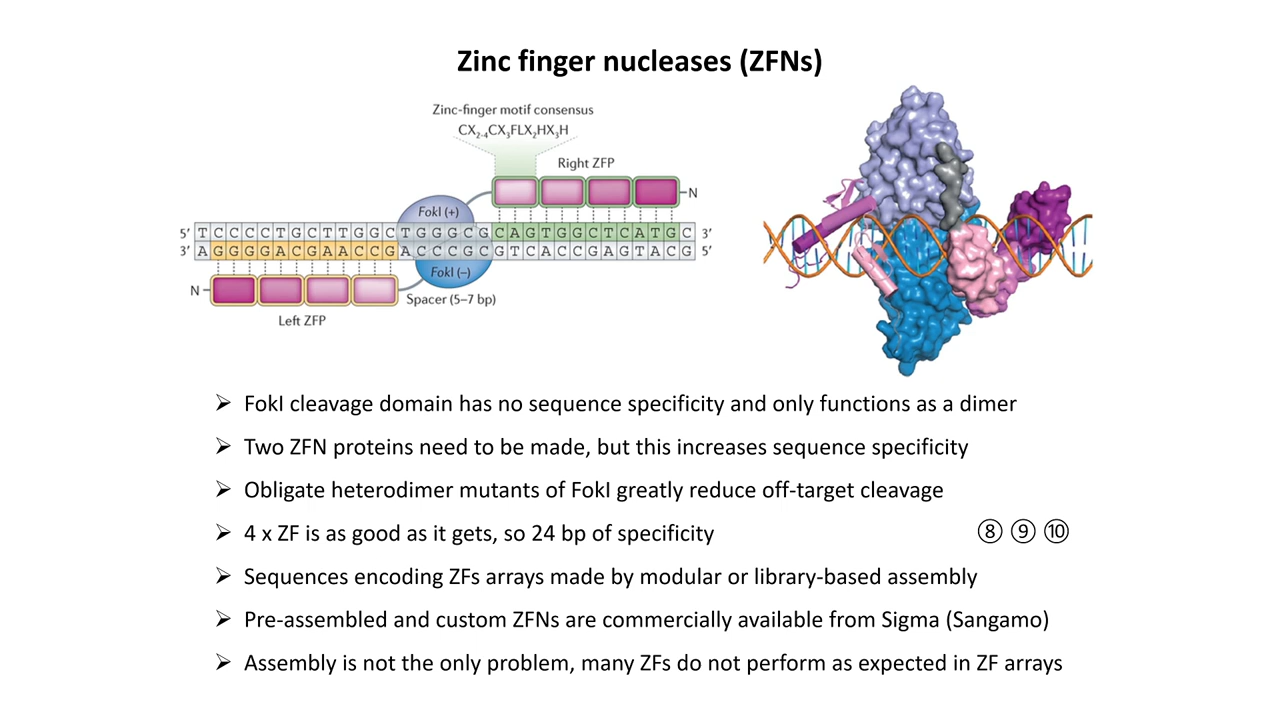 Zinc finger nucleases (ZFNs)
Zinc-finger motif consensus
CX₂₋₄CX₃FLX₂HX₃H
Right ZFP
N
FokI (+)
5′ TCCCCTGCTTGGCTGGGCGCAGTGGCTCATGC 3′
3′ AGGGGACGAACCGACCCGCGTCACCGAGTACG 5′
FokI (–)
N
Spacer (5–7 bp)
Left ZFP
➢ FokI cleavage domain has no sequence specificity and only functions as a dimer
➢ Two ZFN proteins need to be made, but this increases sequence specificity
➢ Obligate heterodimer mutants of FokI greatly reduce off-target cleavage
➢ 4 x ZF is as good as it gets, so 24 bp of specificity ⑧ ⑨ ⑩
➢ Sequences encoding ZFs arrays made by modular or library-based assembly
➢ Pre-assembled and custom ZFNs are commercially available from Sigma (Sangamo)
➢ Assembly is not the only problem, many ZFs do not perform as expected in ZF arrays